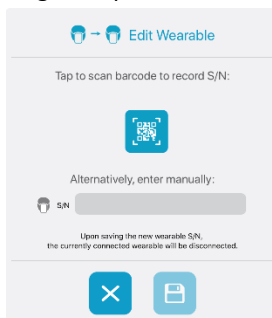 Edit Wearable
Tap to scan barcode to record S/N:
Alternatively, enter manually:
S/N
Upon saving the new wearable S/N,
the currently connected wearable will be disconnected.